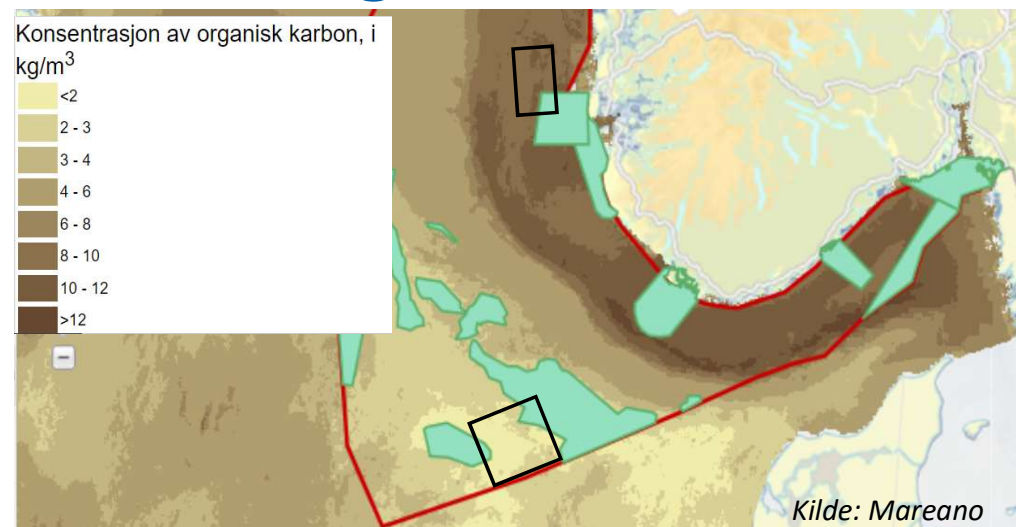 Konsentrasjon av organisk karbon, i
kg/m³
<2
2 - 3
3 - 4
4 - 6
6 - 8
8 - 10
10 - 12
>12
Kilde: Mareano